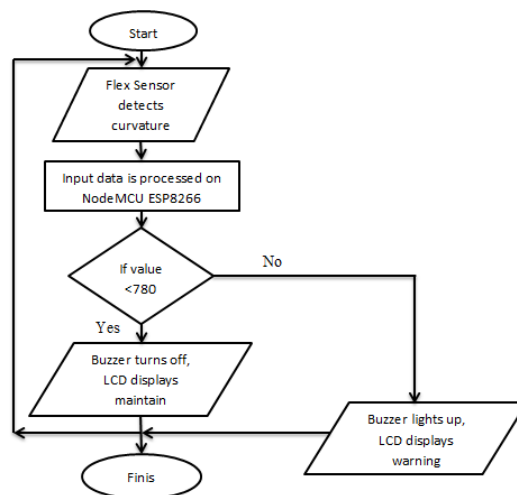 Start
Flex Sensor
detects
curvature
Input data is processed on
NodeMCU ESP8266
If value
<780
No
Yes
Buzzer turns off,
LCD displays
maintain
Buzzer lights up,
LCD displays
warning
Finis